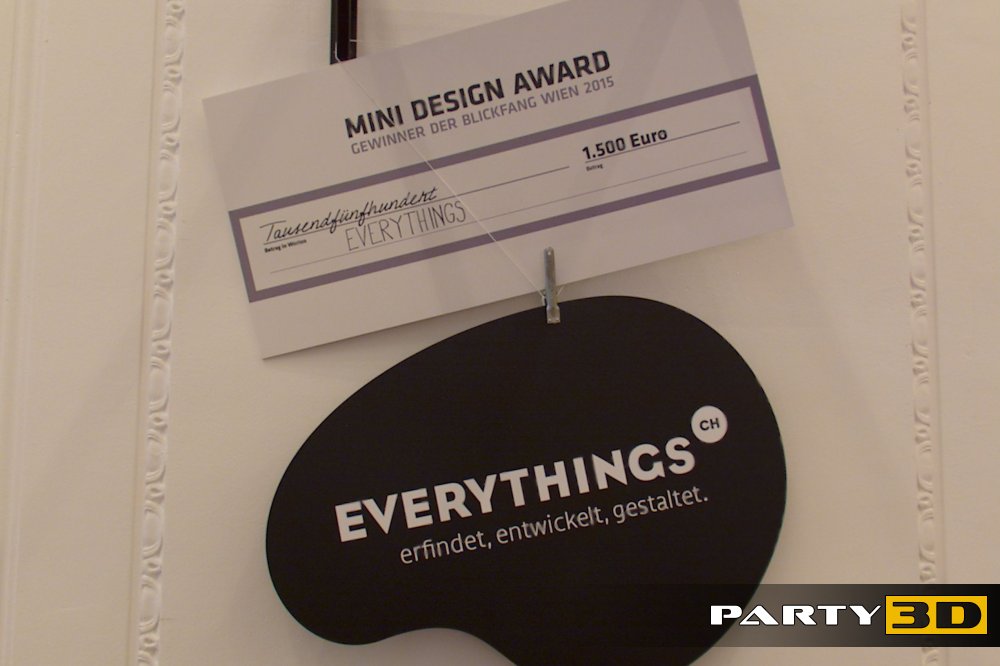 MINI DESIGN AWARD
GEWINNER DER BLICKFANG WIEN 2015
1.500 Euro
Betrag
Tausendfünfhundert
Betrag in Worten
EVERYTHINGS
EVERYTHINGS CH
erfindet, entwickelt, gestaltet.
PARTY 3D